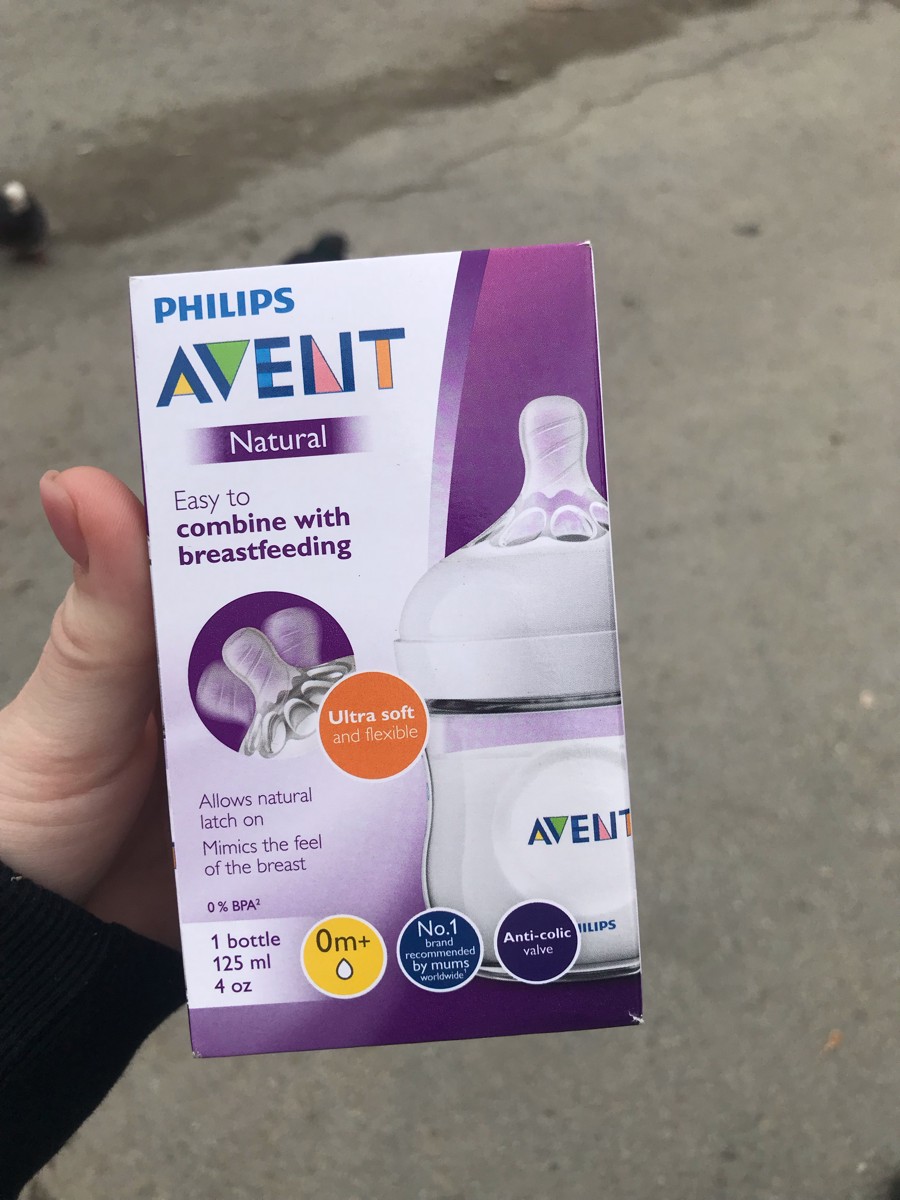 PHILIPS
AVENT
Natural
Easy to
combine with
breastfeeding
Ultra soft
and flexible
Allows natural
latch on
Mimics the feel
of the breast
0% BPA²
1 bottle
125 ml
4 oz
0m+
No.1
brand
recommended
by mums
worldwide¹
Anti-colic
valve
AVENT
HILIPS